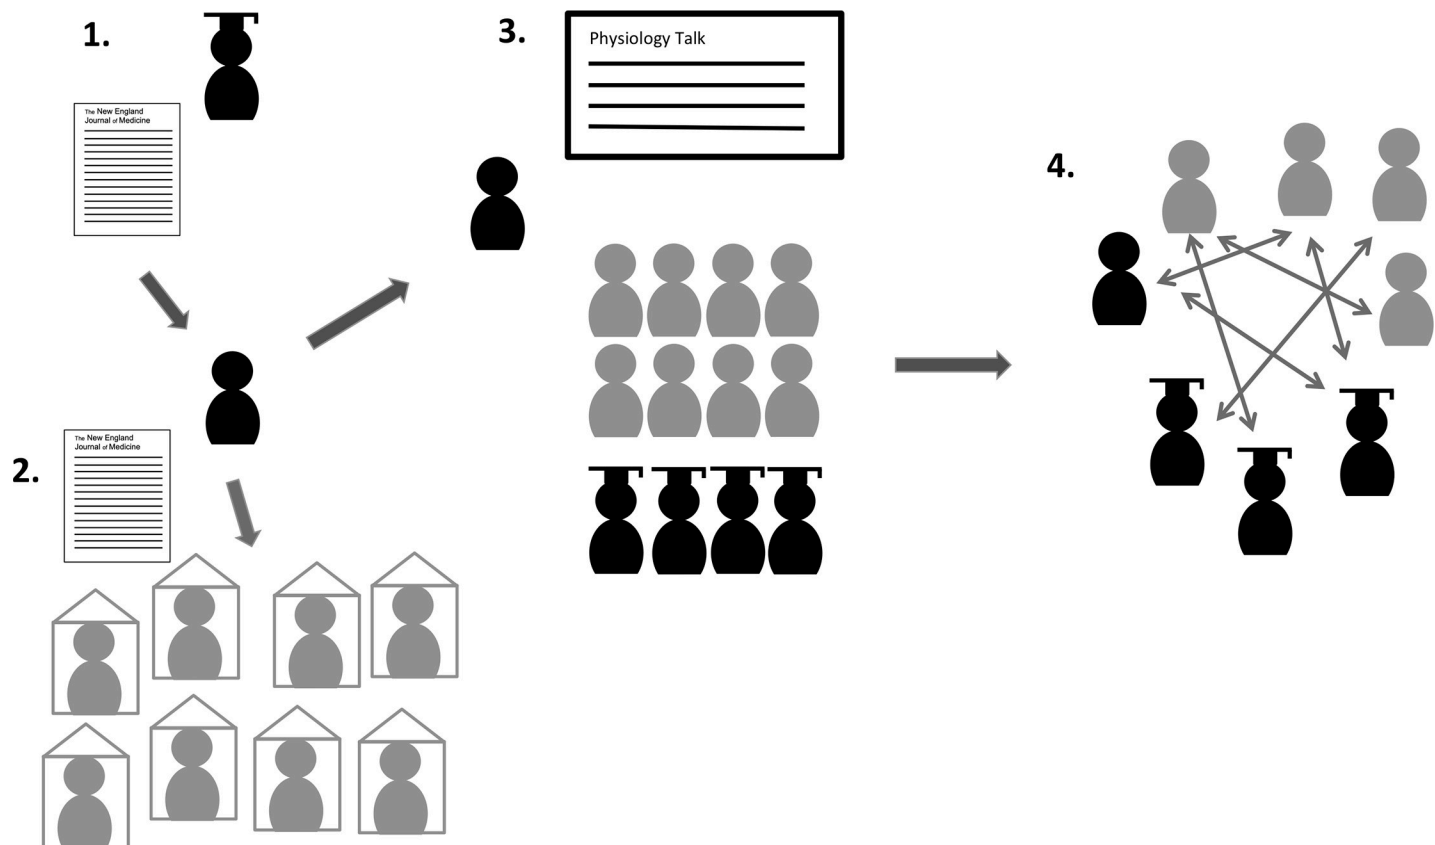 1.
The New England
Journal of Medicine
2.
The New England
Journal of Medicine
3.
Physiology Talk
4.